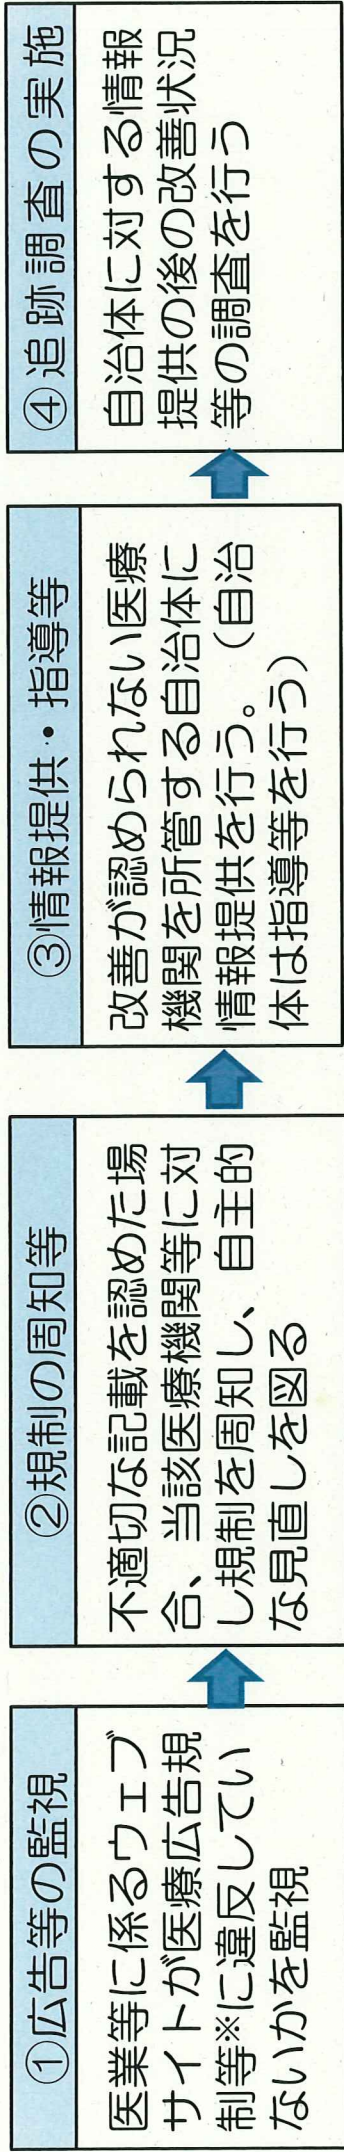 ①広告等の監視
医業等に係るウェブ
サイトが医療広告規
制等※に違反してい
ないかを監視
②規制の周知等
不適切な記載を認めた場
合、当該医療機関等に対
し規制を周知し、自主的
な見直しを図る
③情報提供・指導等
改善が認められない医療
機関を所管する自治体に
情報提供を行う。（自治
体は指導等を行う）
④追跡調査の実施
自治体に対する情報
提供の後の改善状況
等の調査を行う